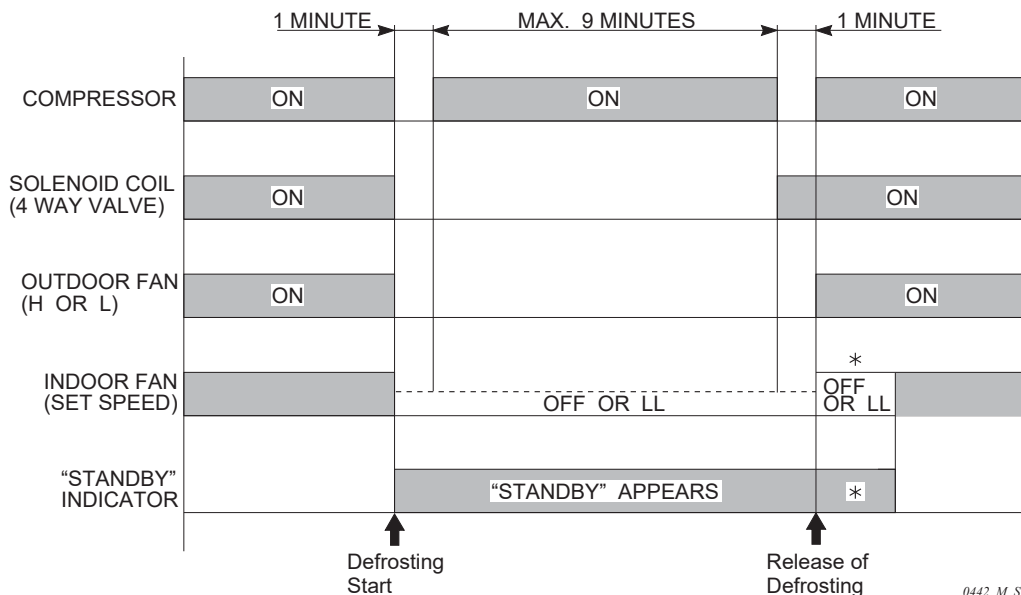 1 MINUTE MAX. 9 MINUTES 1 MINUTE
COMPRESSOR ON ON ON
SOLENOID COIL
(4 WAY VALVE) ON ON
OUTDOOR FAN
(H OR L) ON ON
*
INDOOR FAN
(SET SPEED) OFF OR LL OFF
OR LL
“STANDBY”
INDICATOR “STANDBY” APPEARS *
Defrosting
Start
Release of
Defrosting
0442_M_S